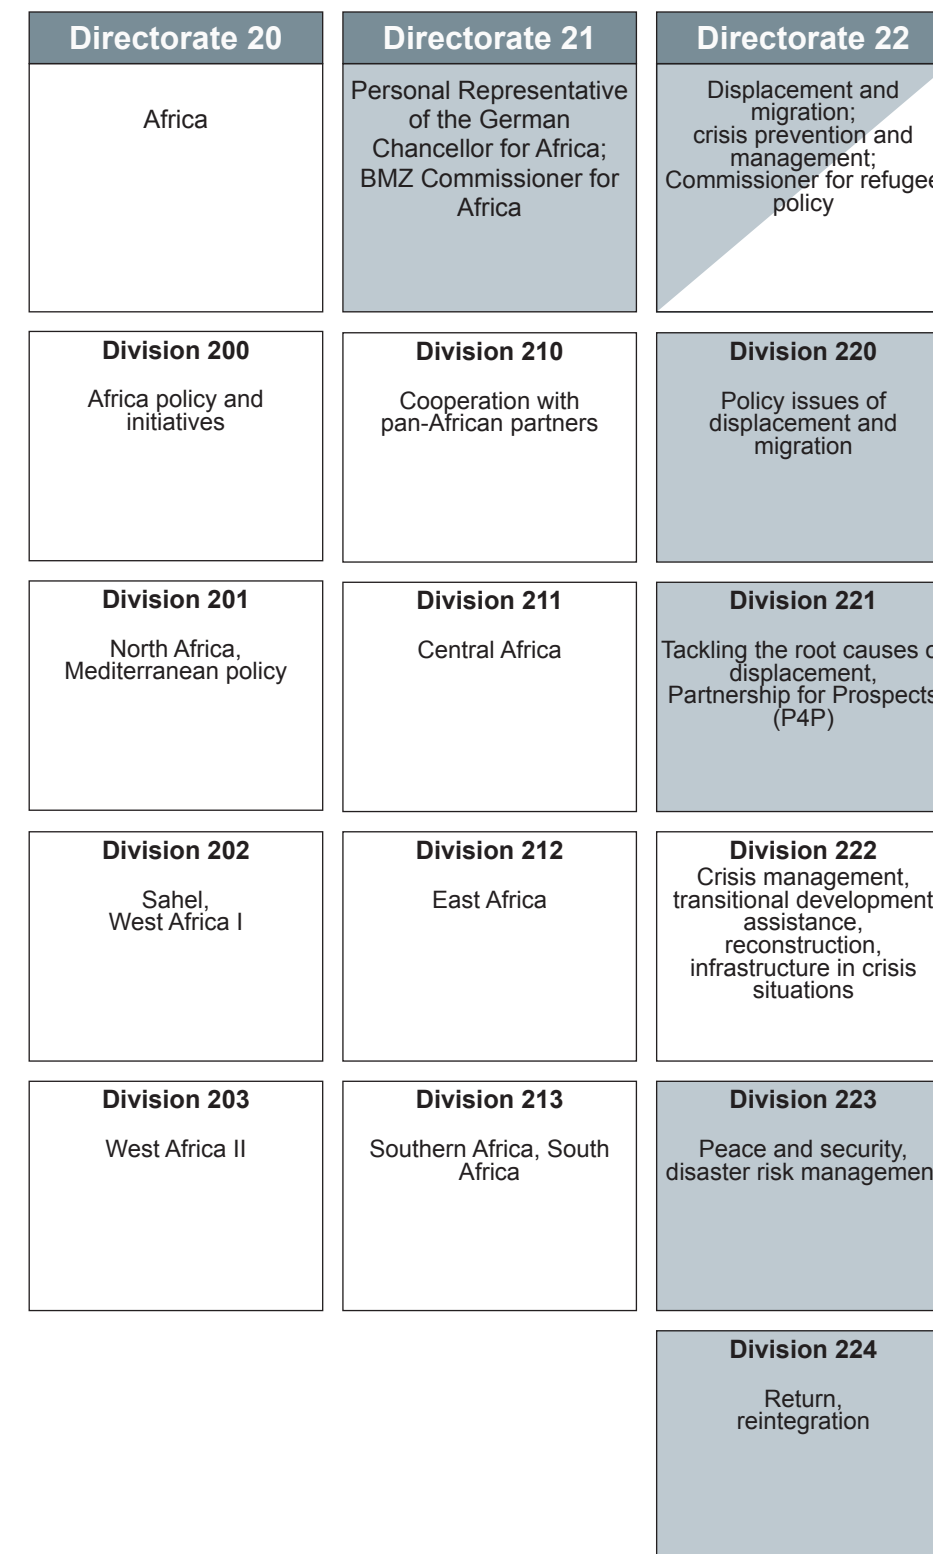 Directorate 20
Africa
Division 200
Africa policy and
initiatives
Division 201
North Africa,
Mediterranean policy
Division 202
Sahel,
West Africa I
Division 203
West Africa II
Directorate 21
Personal Representative
of the German
Chancellor for Africa;
BMZ Commissioner for
Africa
Division 210
Cooperation with
pan-African partners
Division 211
Central Africa
Division 212
East Africa
Division 213
Southern Africa, South
Africa
Directorate 22
Displacement and
migration;
crisis prevention and
management;
Commissioner for refugee
policy
Division 220
Policy issues of
displacement and
migration
Division 221
Tackling the root causes o
displacement,
Partnership for Prospects
(P4P)
Division 222
Crisis management,
transitional development
assistance,
reconstruction,
infrastructure in crisis
situations
Division 223
Peace and security,
disaster risk managemen
Division 224
Return,
reintegration